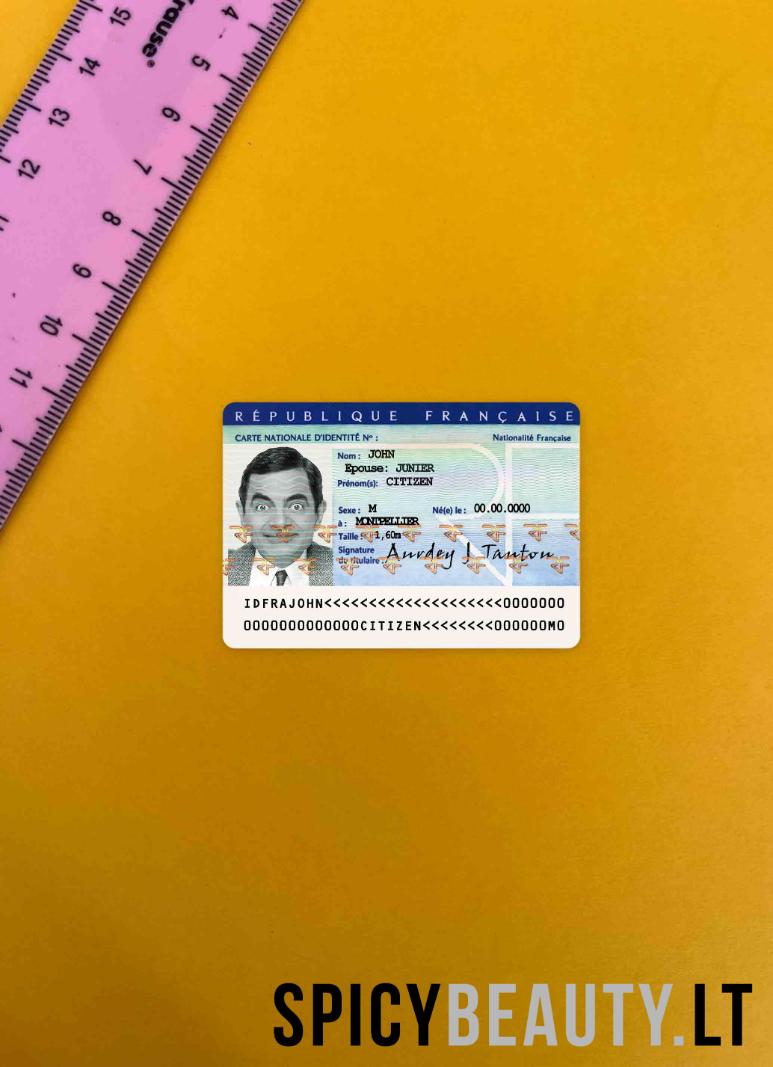 15
4
Krause®
14
5
13
6
12
7
8
9
10
11
RÉPUBLIQUE FRANÇAISE
CARTE NATIONALE D'IDENTITÉ Nº : Nationalité Française
Nom : JOHN
Epouse: JUNIER
Prénom(s): CITIZEN
Sexe : M Né(e) le : 00.00.0000
à : MONTPELLIER
Taille : 1,60m
Signature
du titulaire : Aurdey J Tauton
IDFRAJOHN<<<<<<<<<<<<<<<<<<<<0000000
0000000000000CITIZEN<<<<<<<<000000M0
SPICYBEAUTY.LT